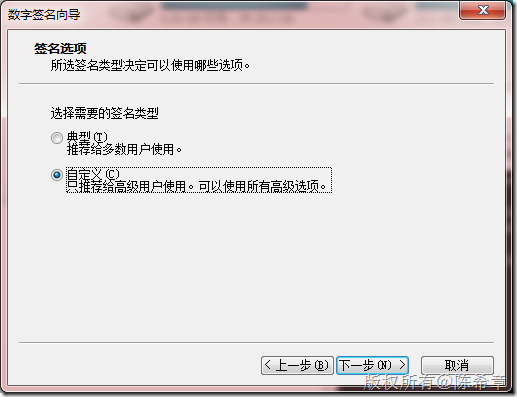 数字签名向导
签名选项
所选签名类型决定可以使用哪些选项。
选择需要的签名类型
典型(T)
推荐给多数用户使用。
自定义(C)
只推荐给高级用户使用。可以使用所有高级选项。
< 上一步(B)
下一步(N) >
取消
版权所有@陈希章